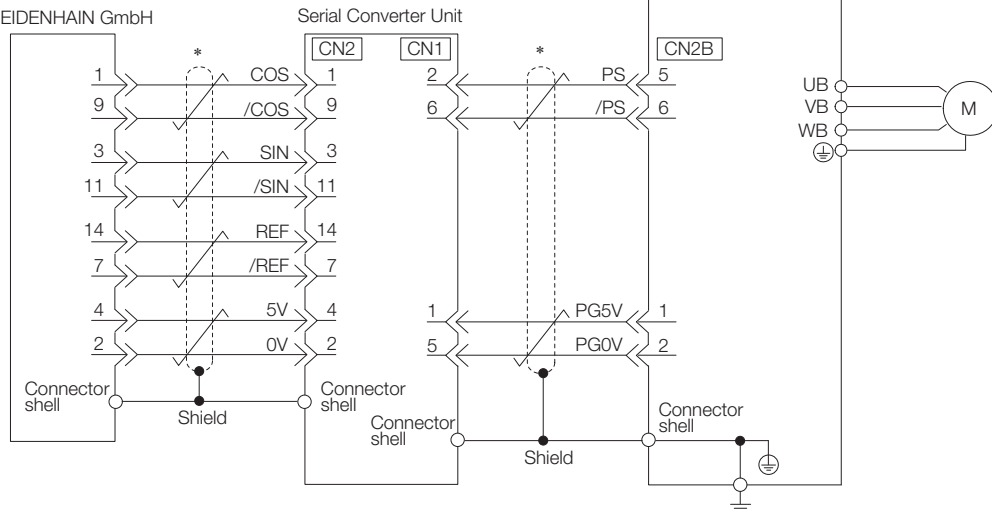 EIDENHAIN GmbH
Serial Converter Unit
* CN2 CN1 * CN2B
1 COS 1 2 PS 5
9 /COS 9 6 /PS 6
3 SIN 3
11 /SIN 11
14 REF 14
7 /REF 7
4 5V 4 1 PG5V 1
2 0V 2 5 PG0V 2
Connector
shell
Shield
Connector
shell
Connector
shell
Shield
Connector
shell
UB
VB
WB
M